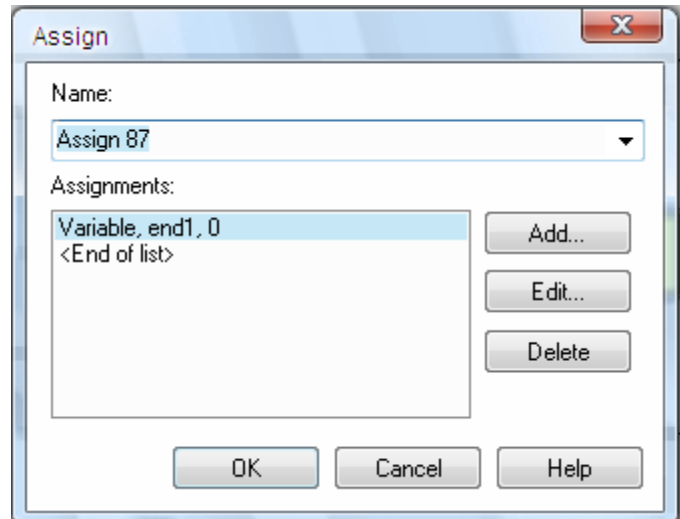 Assign
Name:
Assign 87
Assignments:
Variable, end1, 0
<End of list>
Add...
Edit...
Delete
OK Cancel Help